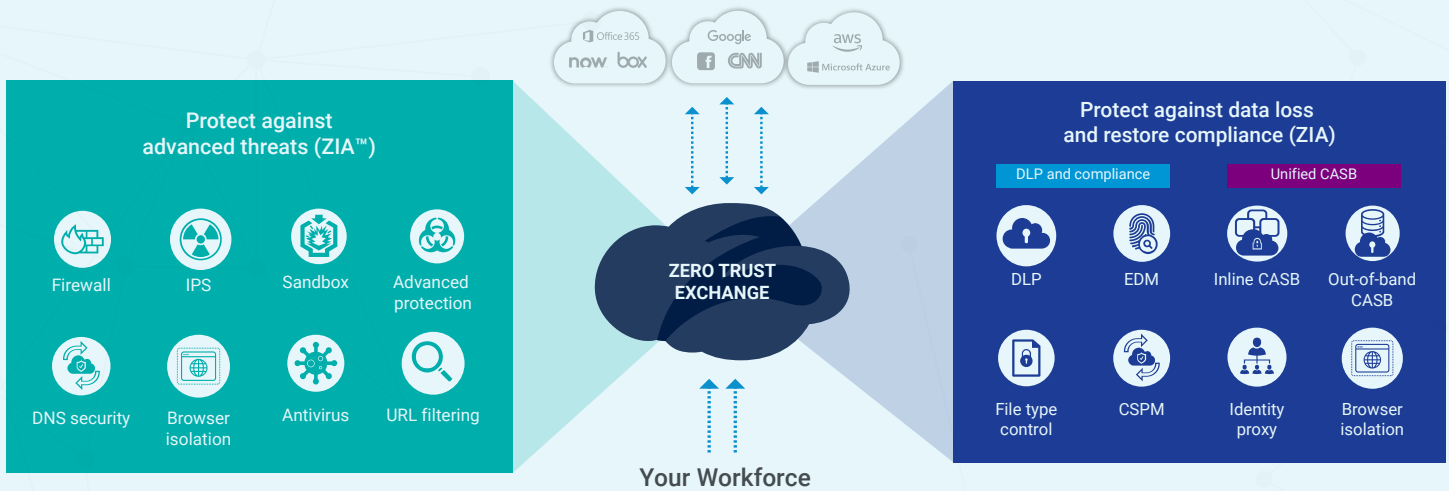 Office 365
now box
Google
f CNN
aws
Microsoft Azure
Protect against
advanced threats (ZIA™)
Firewall
IPS
Sandbox
Advanced
protection
DNS security
Browser
isolation
Antivirus
URL filtering
ZERO TRUST
EXCHANGE
Your Workforce
Protect against data loss
and restore compliance (ZIA)
DLP and compliance
Unified CASB
DLP
EDM
Inline CASB
Out-of-band
CASB
File type
control
CSPM
Identity
proxy
Browser
isolation